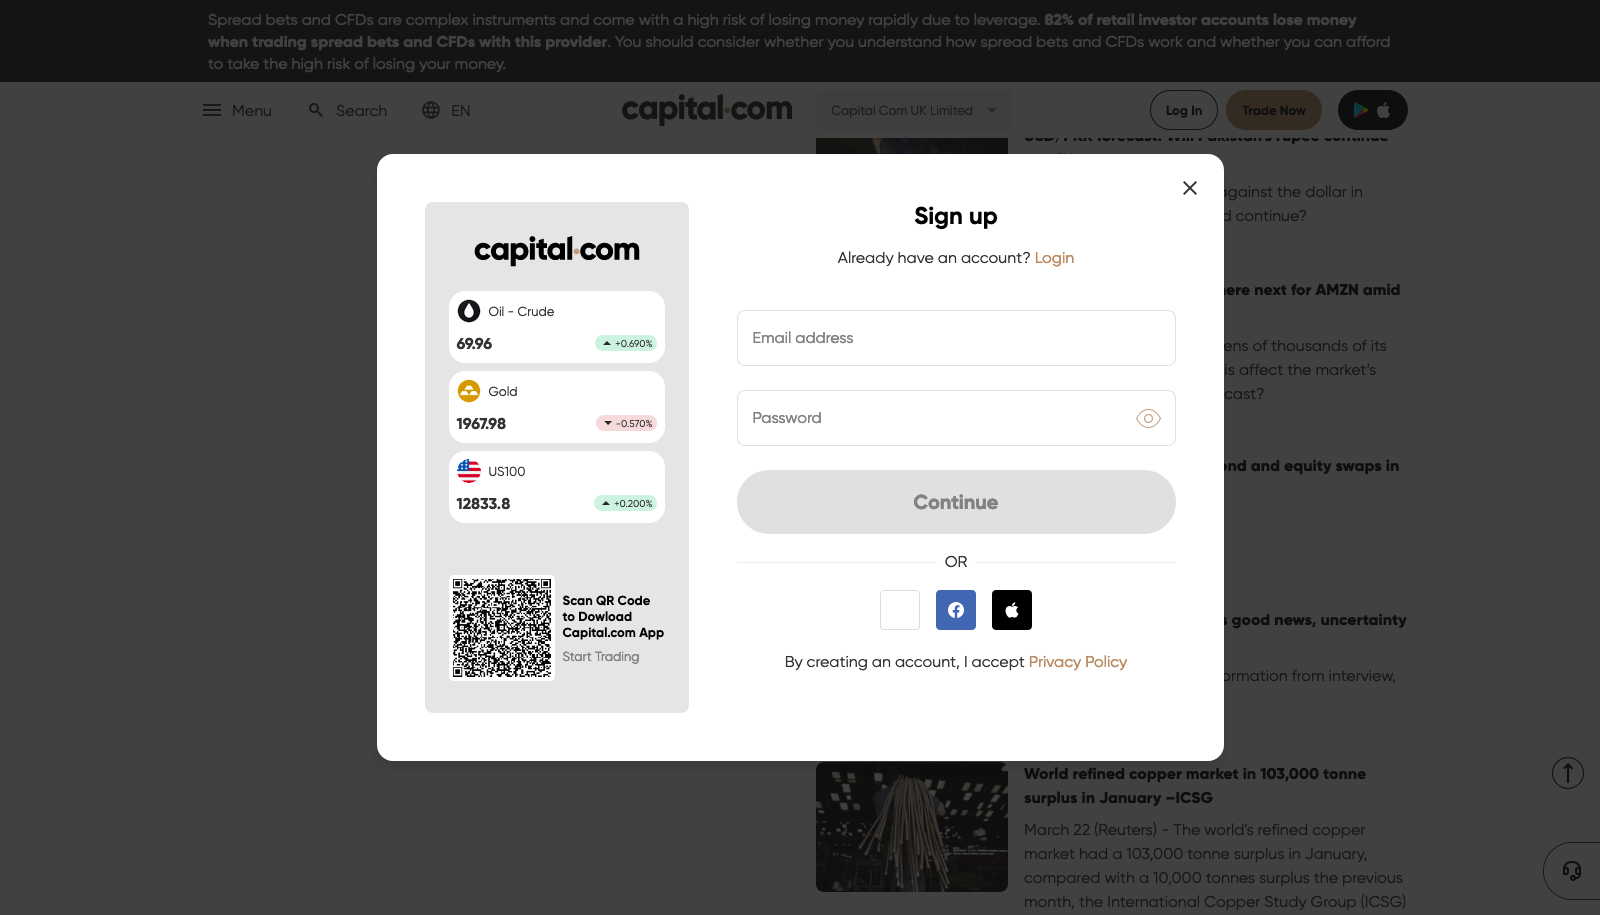 Spread bets and CFDs are complex instruments and come with a high risk of losing money rapidly due to leverage. 82% of retail investor accounts lose money
when trading spread bets and CFDs with this provider. You should consider whether you understand how spread bets and CFDs work and whether you can afford
to take the high risk of losing your money.
Menu
Search
EN
capital.com
Capital Com UK Limited
Log In
Trade Now
gainst the dollar in
d continue?
Sign up
Already have an account? Login
Email address
Password
Continue
OR
By creating an account, I accept Privacy Policy
capital.com
Oil - Crude
69.96
+0.690%
Gold
1967.98
-0.570%
US100
12833.8
+0.200%
Scan QR Code
to Dowload
Capital.com App
Start Trading
ere next for AMZN amid
ens of thousands of its
is affect the market's
cast?
ond and equity swaps in
s good news, uncertainty
ormation from interview,
World refined copper market in 103,000 tonne
surplus in January –ICSG
March 22 (Reuters) - The world's refined copper
market had a 103,000 tonne surplus in January,
compared with a 10,000 tonnes surplus the previous
month, the International Copper Study Group (ICSG)